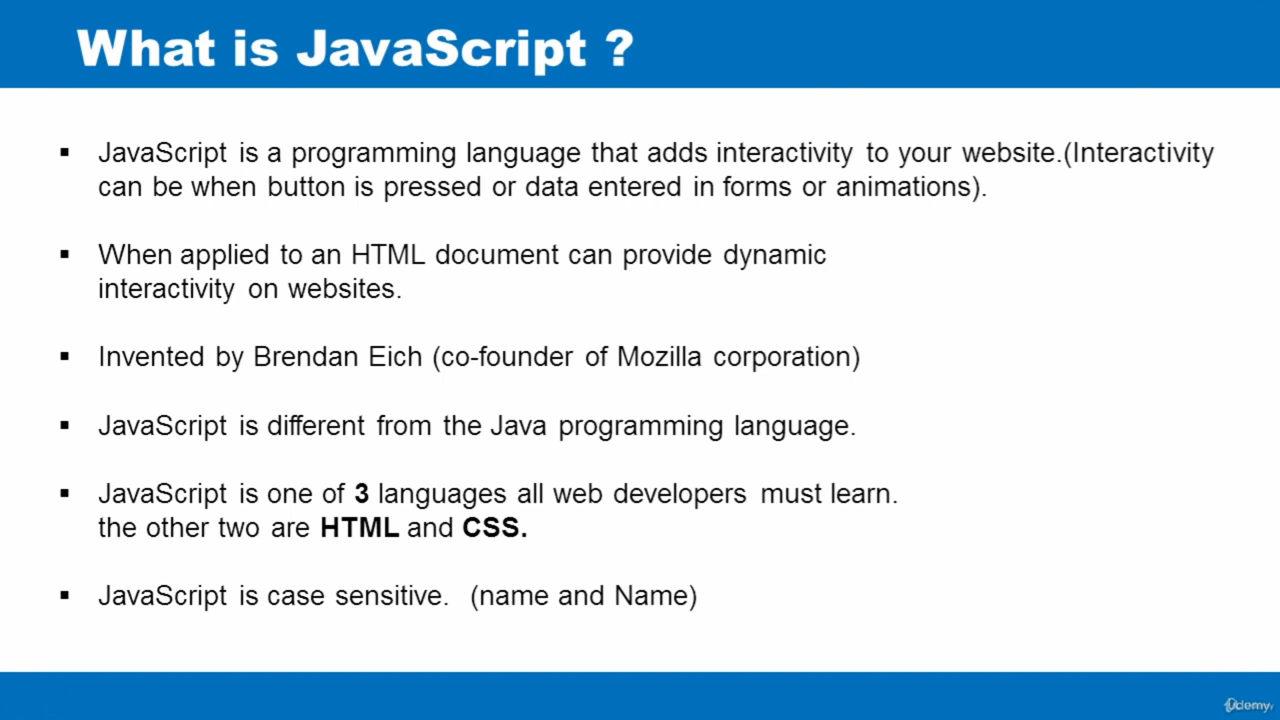 What is JavaScript ?
▪ JavaScript is a programming language that adds interactivity to your website.(Interactivity
can be when button is pressed or data entered in forms or animations).
▪ When applied to an HTML document can provide dynamic
interactivity on websites.
▪ Invented by Brendan Eich (co-founder of Mozilla corporation)
▪ JavaScript is different from the Java programming language.
▪ JavaScript is one of 3 languages all web developers must learn.
the other two are HTML and CSS.
▪ JavaScript is case sensitive. (name and Name)
Udemy